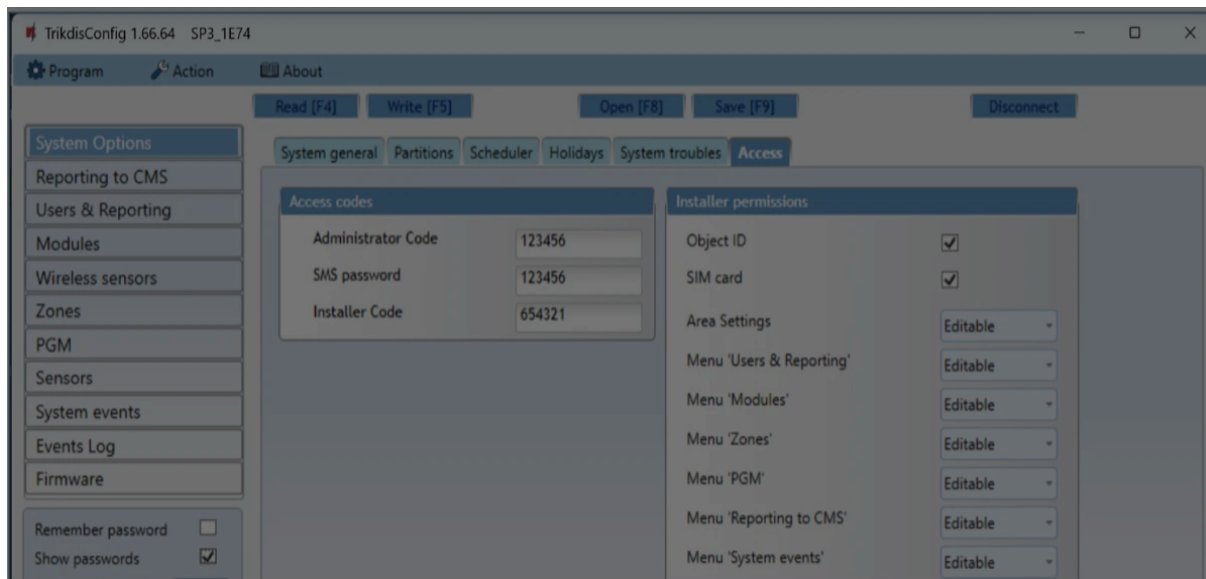 TrikdisConfig 1.66.64 SP3_1E74
Program Action About
Read [F4] Write [F5] Open [F8] Save [F9] Disconnect
System Options
Reporting to CMS
Users & Reporting
Modules
Wireless sensors
Zones
PGM
Sensors
System events
Events Log
Firmware
Remember password
Show passwords
System general Partitions Scheduler Holidays System troubles Access
Access codes
Administrator Code 123456
SMS password 123456
Installer Code 654321
Installer permissions
Object ID
SIM card
Area Settings Editable
Menu 'Users & Reporting' Editable
Menu 'Modules' Editable
Menu 'Zones' Editable
Menu 'PGM' Editable
Menu 'Reporting to CMS' Editable
Menu 'System events' Editable